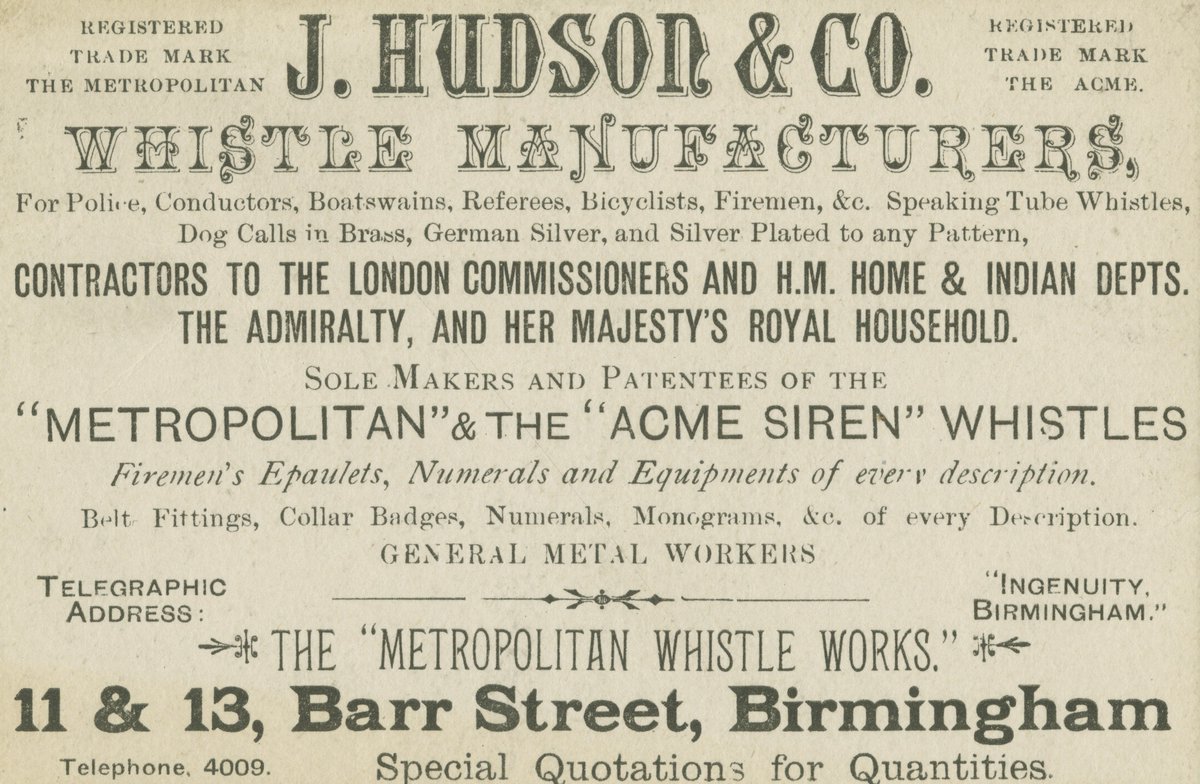 REGISTERED
TRADE MARK
THE METROPOLITAN
J. HUDSON & CO.
REGISTERED
TRADE MARK
THE ACME.
WHISTLE MANUFACTURERS,
For Police, Conductors, Boatswains, Referees, Bicyclists, Firemen, &c. Speaking Tube Whistles,
Dog Calls in Brass, German Silver, and Silver Plated to any Pattern,
CONTRACTORS TO THE LONDON COMMISSIONERS AND H.M. HOME & INDIAN DEPTS.
THE ADMIRALTY, AND HER MAJESTY'S ROYAL HOUSEHOLD.
SOLE MAKERS AND PATENTEES OF THE
"METROPOLITAN" & THE "ACME SIREN" WHISTLES
Firemen's Epaulets, Numerals and Equipments of every description.
Belt Fittings, Collar Badges, Numerals, Monograms, &c. of every Description.
GENERAL METAL WORKERS
TELEGRAPHIC
ADDRESS:
"INGENUITY,
BIRMINGHAM."
THE "METROPOLITAN WHISTLE WORKS."
11 & 13, Barr Street, Birmingham
Telephone. 4009.
Special Quotations for Quantities.